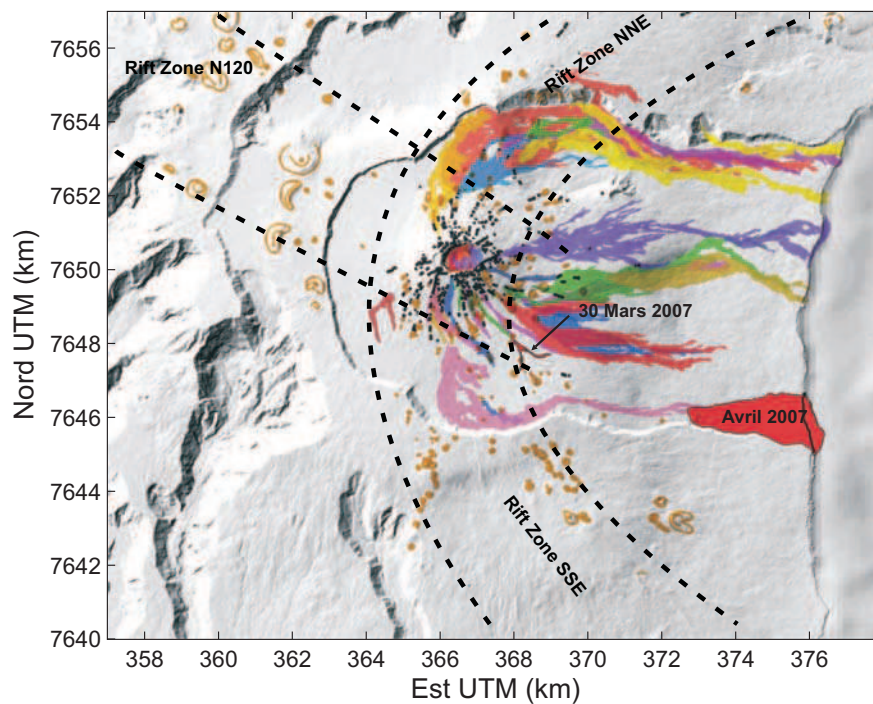 7656
7654
7652
7650
7648
7646
7644
7642
7640
Nord UTM (km)
Rift Zone N120
Rift Zone NNE
30 Mars 2007
Avril 2007
Rift Zone SSE
358 360 362 364 366 368 370 372 374 376
Est UTM (km)